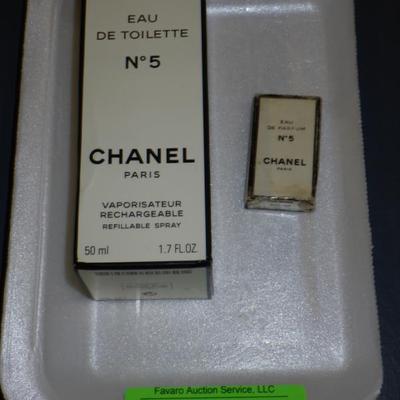 EAU
DE TOILETTE
N°5
CHANEL
PARIS
VAPORISATEUR
RECHARGEABLE
REFILLABLE SPRAY
50 ml 1.7 FL.OZ.
EAU
DE PARFUM
N°5
CHANEL
PARIS
Favaro Auction Service, LLC